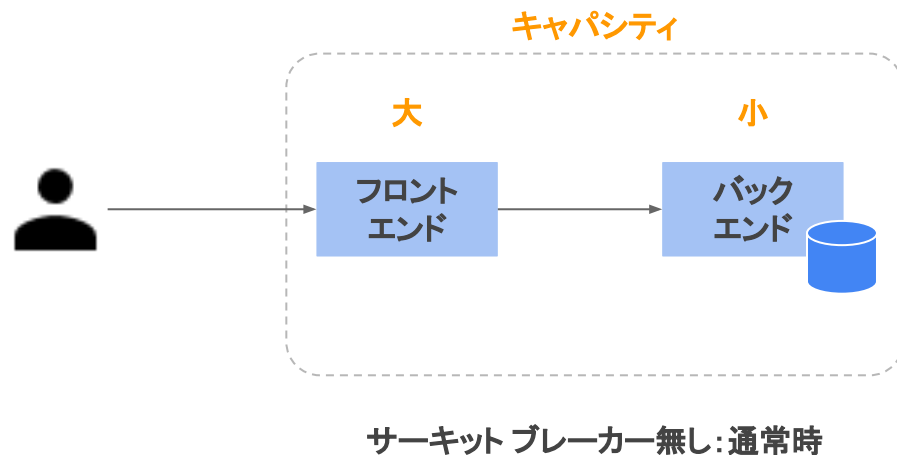 キャパシティ
大
小
フロント
エンド
バック
エンド
サーキット ブレーカー無し：通常時